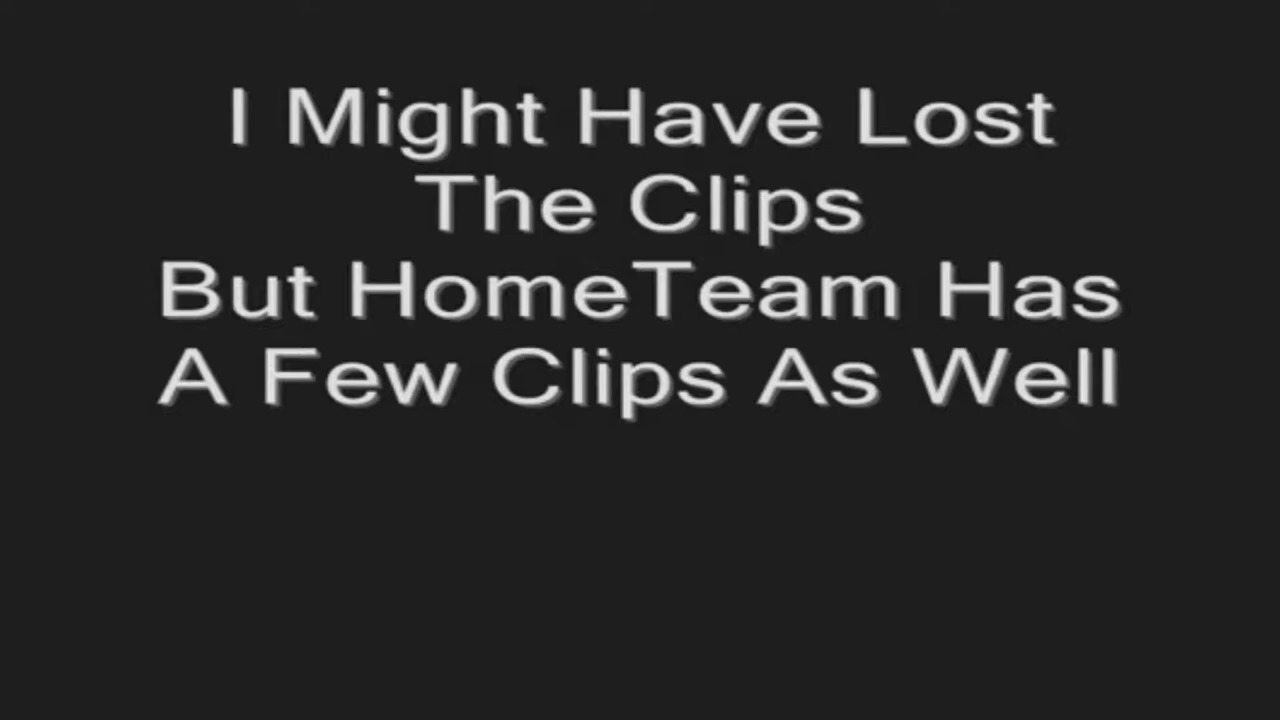 I Might Have Lost
The Clips
But HomeTeam Has
A Few Clips As Well